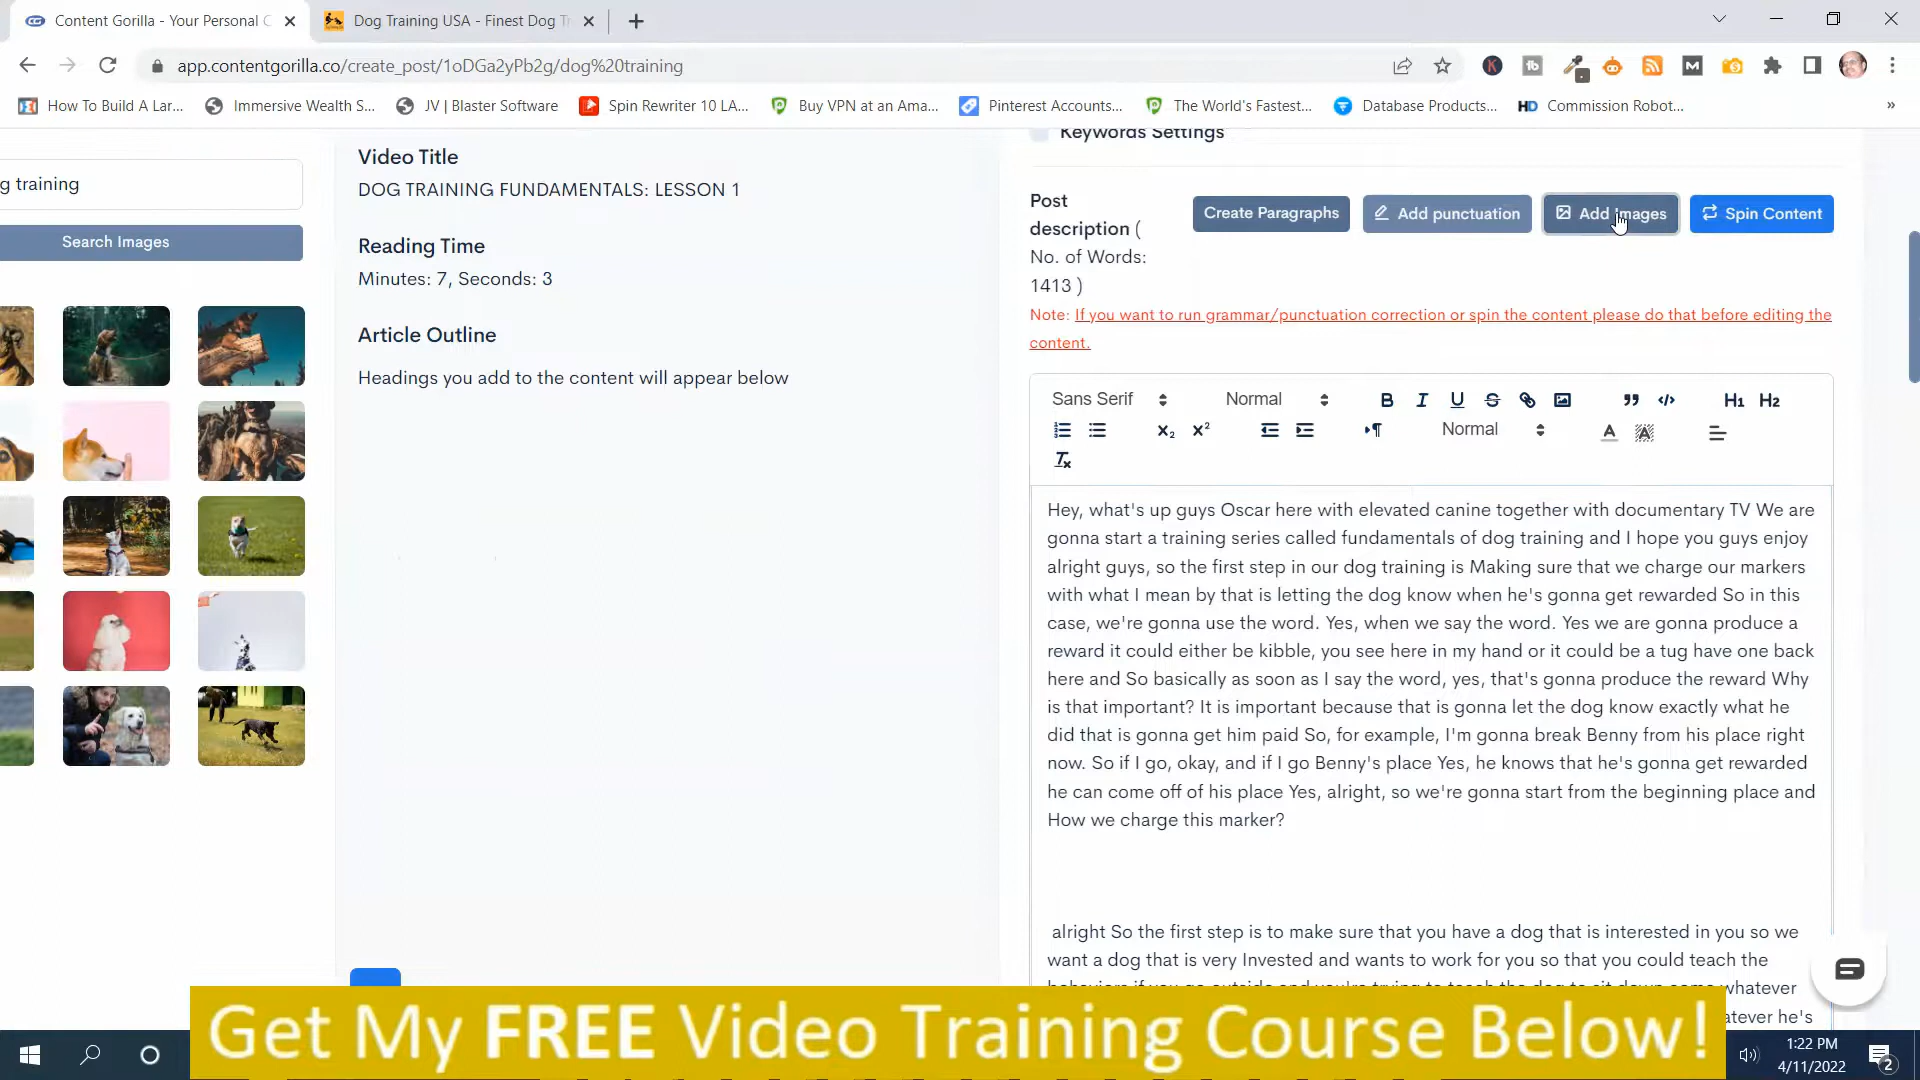 Content Gorilla - Your Personal C
Dog Training USA - Finest Dog T
app.contentgorilla.co/create_post/1oDGa2yPb2g/dog%20training
How To Build A Lar...
Immersive Wealth S...
JV | Blaster Software
Spin Rewriter 10 LA...
Buy VPN at an Ama...
Pinterest Accounts...
The World's Fastest...
Database Products...
HD Commission Robot...
g training
Search Images
Video Title
DOG TRAINING FUNDAMENTALS: LESSON 1
Reading Time
Minutes: 7, Seconds: 3
Article Outline
Headings you add to the content will appear below
Keywords Settings
Post
description (
No. of Words:
1413 )
Create Paragraphs
Add punctuation
Add Images
Spin Content
Note: If you want to run grammar/punctuation correction or spin the content please do that before editing the
content.
Sans Serif
Normal
B I U S
H1 H2
X2 X2
Normal
A A
Tx
Hey, what's up guys Oscar here with elevated canine together with documentary TV We are
gonna start a training series called fundamentals of dog training and I hope you guys enjoy
alright guys, so the first step in our dog training is Making sure that we charge our markers
with what I mean by that is letting the dog know when he's gonna get rewarded So in this
case, we're gonna use the word. Yes, when we say the word. Yes we are gonna produce a
reward it could either be kibble, you see here in my hand or it could be a tug have one back
here and So basically as soon as I say the word, yes, that's gonna produce the reward Why
is that important? It is important because that is gonna let the dog know exactly what he
did that is gonna get him paid So, for example, I'm gonna break Benny from his place right
now. So if I go, okay, and if I go Benny's place Yes, he knows that he's gonna get rewarded
he can come off of his place Yes, alright, so we're gonna start from the beginning place and
How we charge this marker?
alright So the first step is to make sure that you have a dog that is interested in you so we
want a dog that is very Invested and wants to work for you so that you could teach the
whatever
atever he's
Get My FREE Video Training Course Below!
1:22 PM
4/11/2022
2